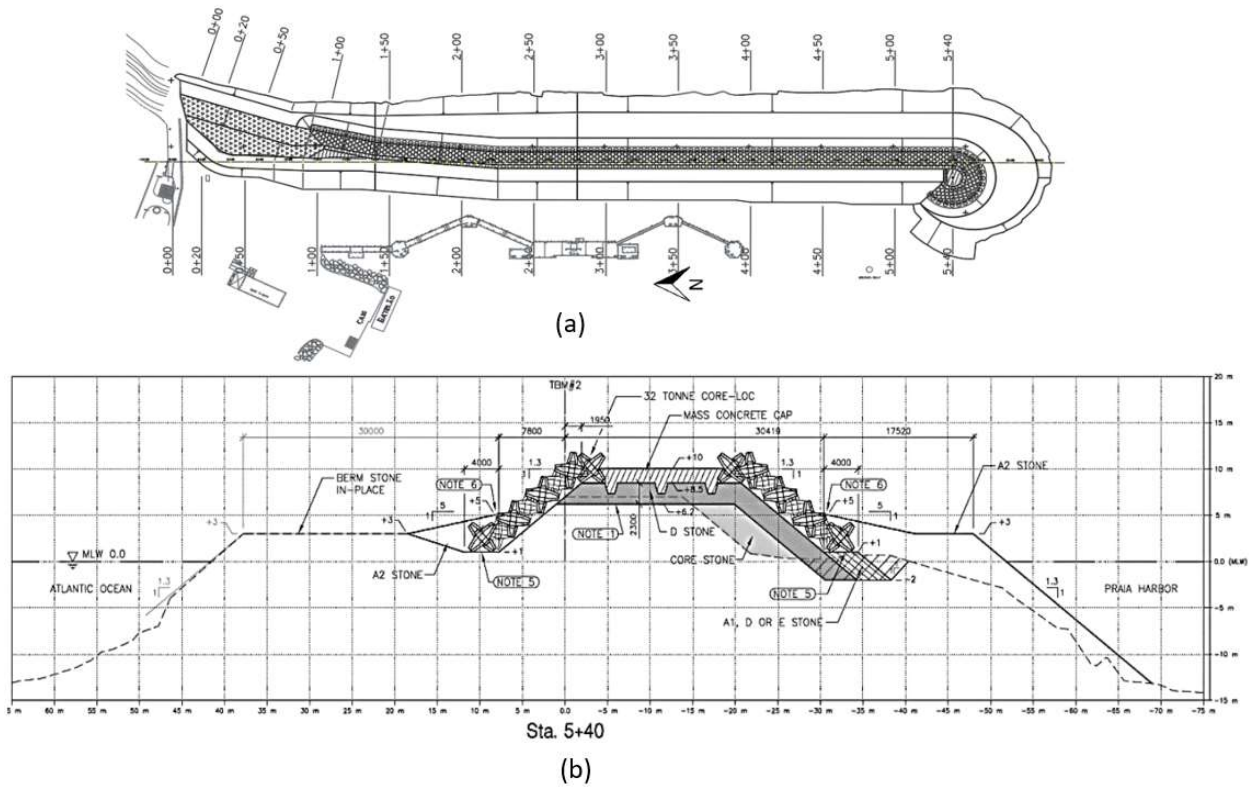 0+00
0+20
0+50
1+00
1+50
2+00
2+50
3+00
3+50
4+00
4+50
5+00
5+40
0+00
0+20
1+00
1+50
2+00
2+50
3+00
3+50
4+00
4+50
5+00
5+40
CAIS
N
(a)
TBM#2
32 TONNE CORE-LOC
1950
MASS CONCRETE CAP
30000
7800
30419
17520
4000
1.3
1
+10
1.3
1
4000
A2 STONE
BERM STONE
IN-PLACE
NOTE 6
+5
+8.5
NOTE 6
+5
5
1
+3
+3
5
1
+6.2
2300
NOTE 1
D STONE
+3
MLW 0.0
+1
CORE STONE
+1
0.0 (MLW)
A2 STONE
NOTE 5
-2
ATLANTIC OCEAN
1.3
1
NOTE 5
1.3
1
PRAIA HARBOR
A1, D OR E STONE
20 m
15 m
10 m
5 m
-5 m
-10 m
-15 m
5 m
60 m
55 m
50 m
45 m
40 m
35 m
30 m
25 m
20 m
15 m
10 m
5 m
0.0 m
-5 m
-10 m
-15 m
-20 m
-25 m
-30 m
-35 m
-40 m
-45 m
-50 m
-55 m
-60 m
-65 m
-70 m
-75 m
Sta. 5+40
(b)